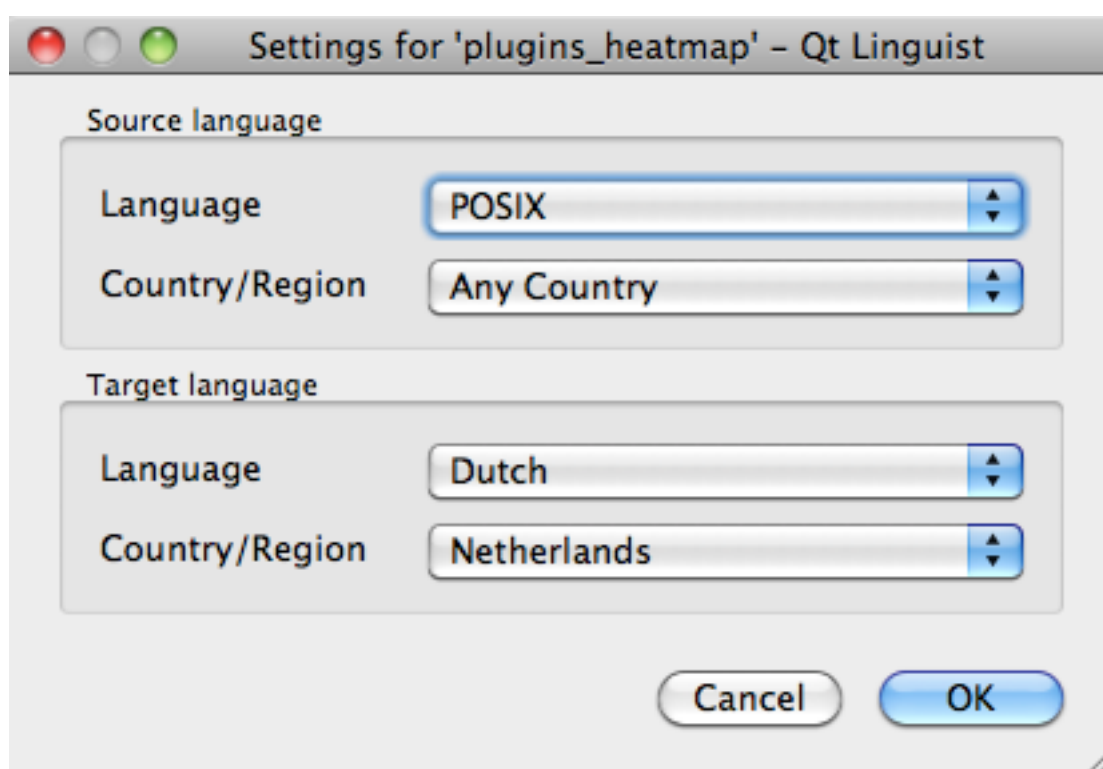 Settings for 'plugins_heatmap' – Qt Linguist
Source language
Language POSIX
Country/Region Any Country
Target language
Language Dutch
Country/Region Netherlands
Cancel OK